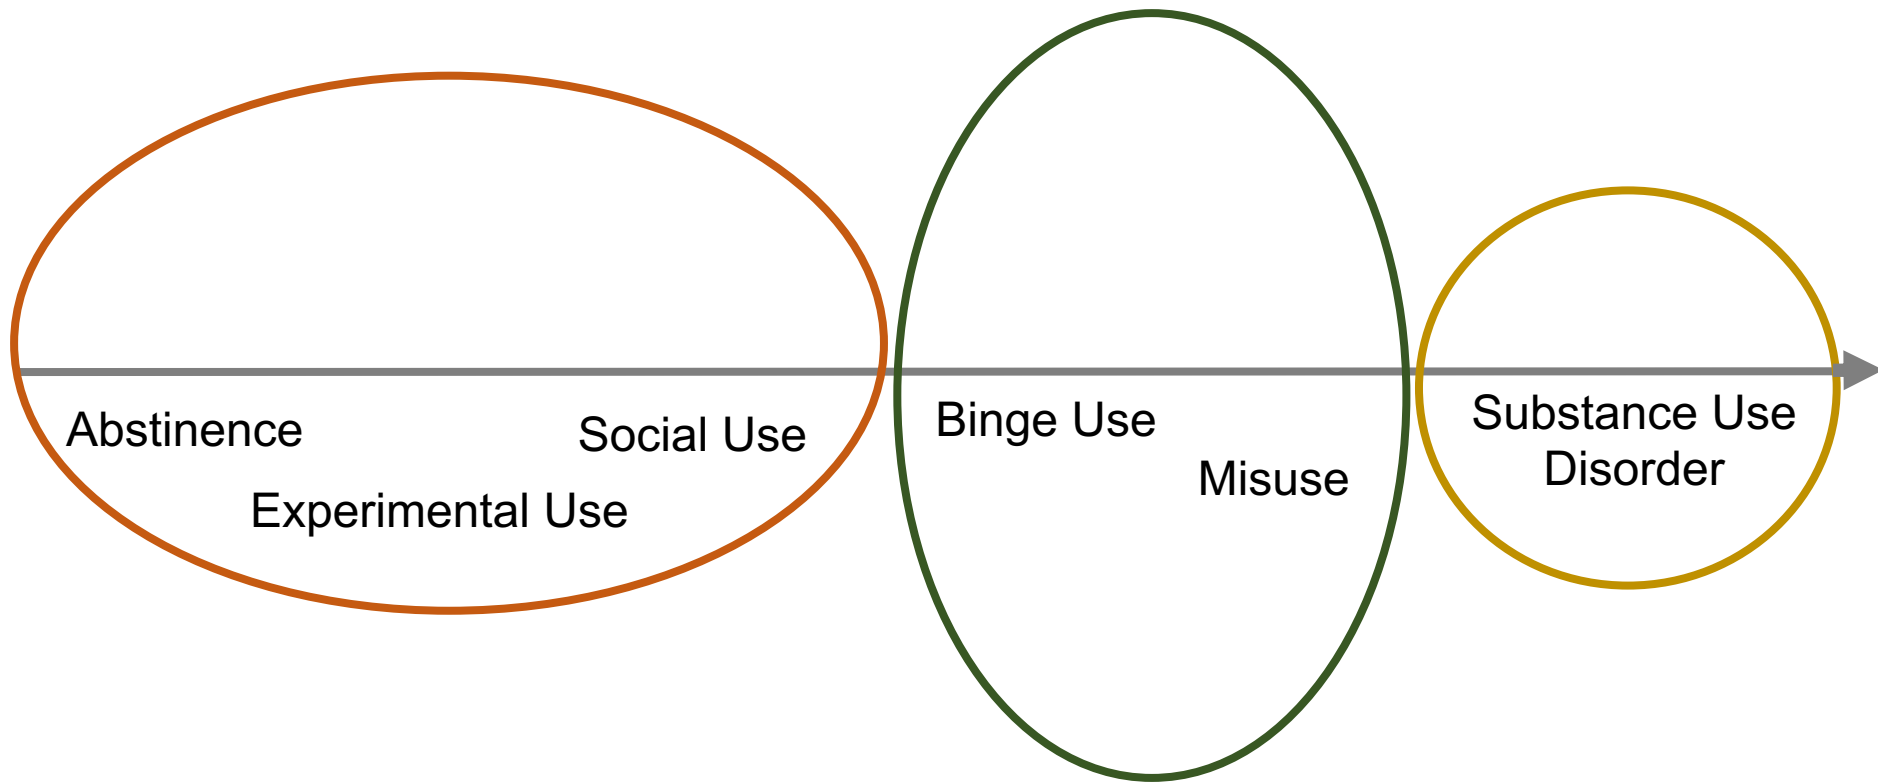 Abstinence
Experimental Use
Social Use
Binge Use
Misuse
Substance Use
Disorder